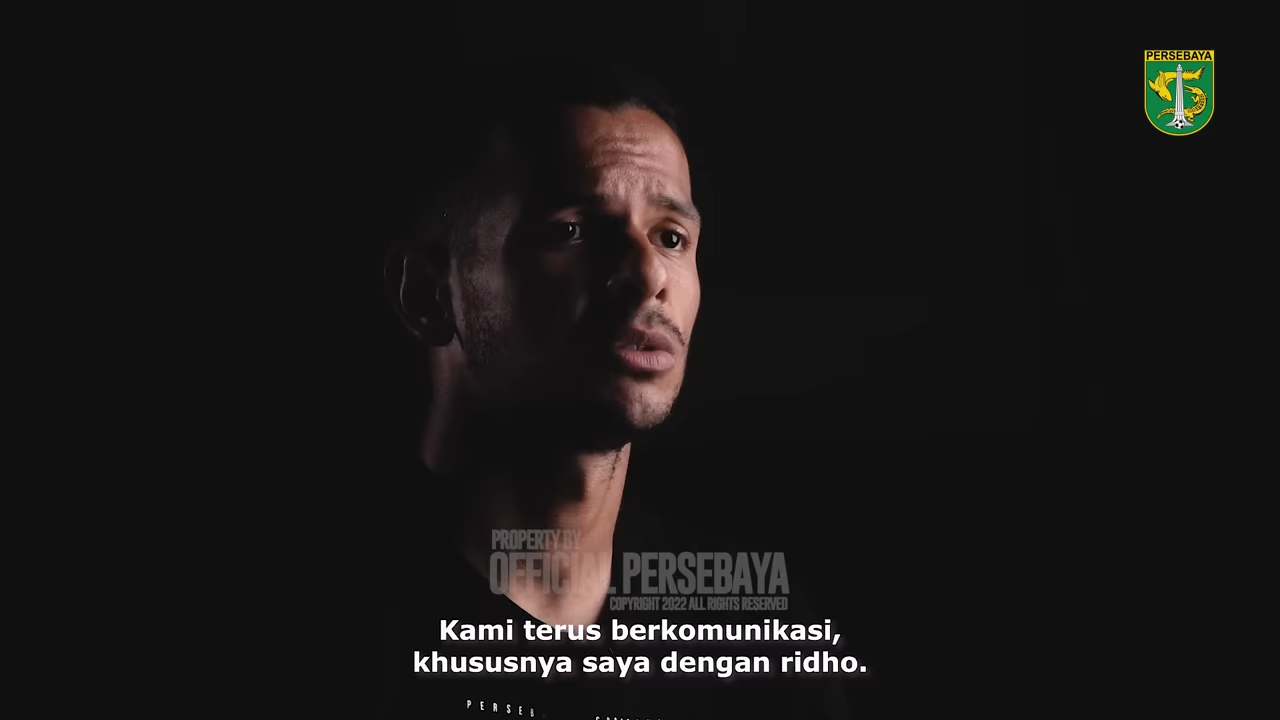 PERSEBAYA
PROPERTY BY
OFFICIAL PERSEBAYA
COPYRIGHT 2022 ALL RIGHTS RESERVED
Kami terus berkomunikasi,
khususnya saya dengan ridho.